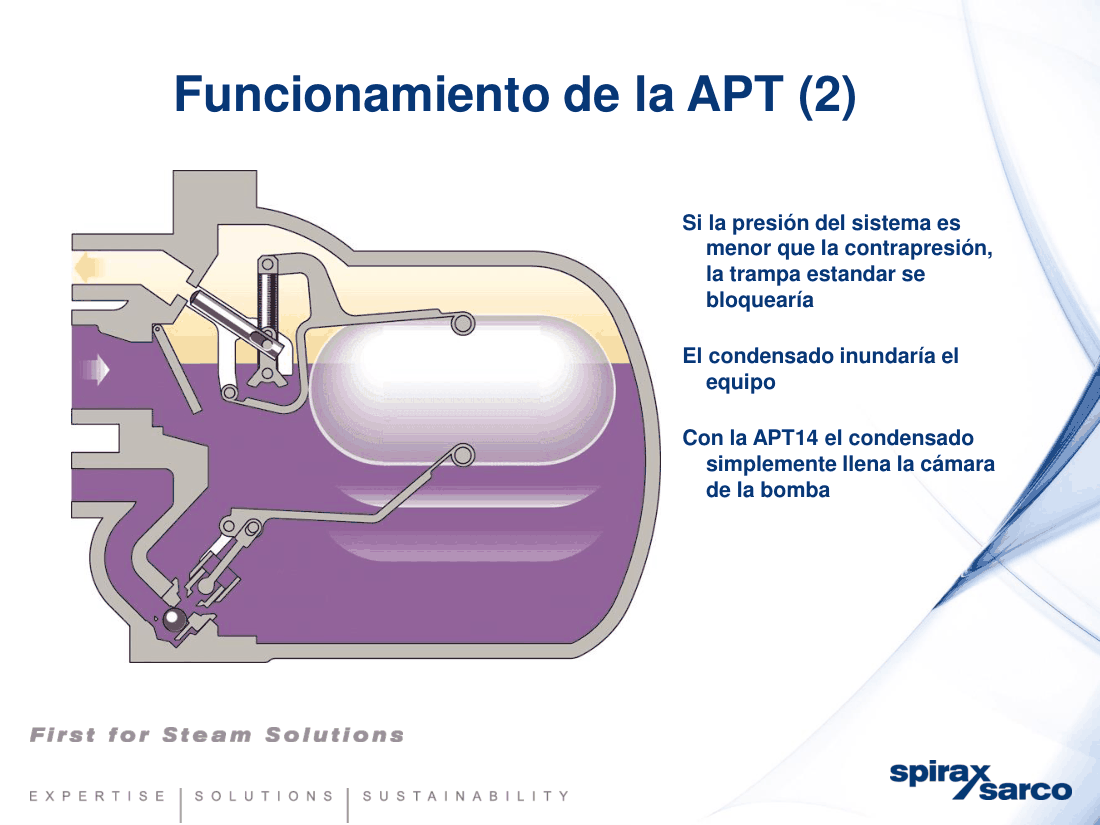 Funcionamiento de la APT (2)
Si la presión del sistema es
menor que la contrapresión,
la trampa estandar se
bloquearía
El condensado inundaría el
equipo
Con la APT14 el condensado
simplemente llena la cámara
de la bomba
First for Steam Solutions
EXPERTISE SOLUTIONS SUSTAINABILITY
spirax
sarco